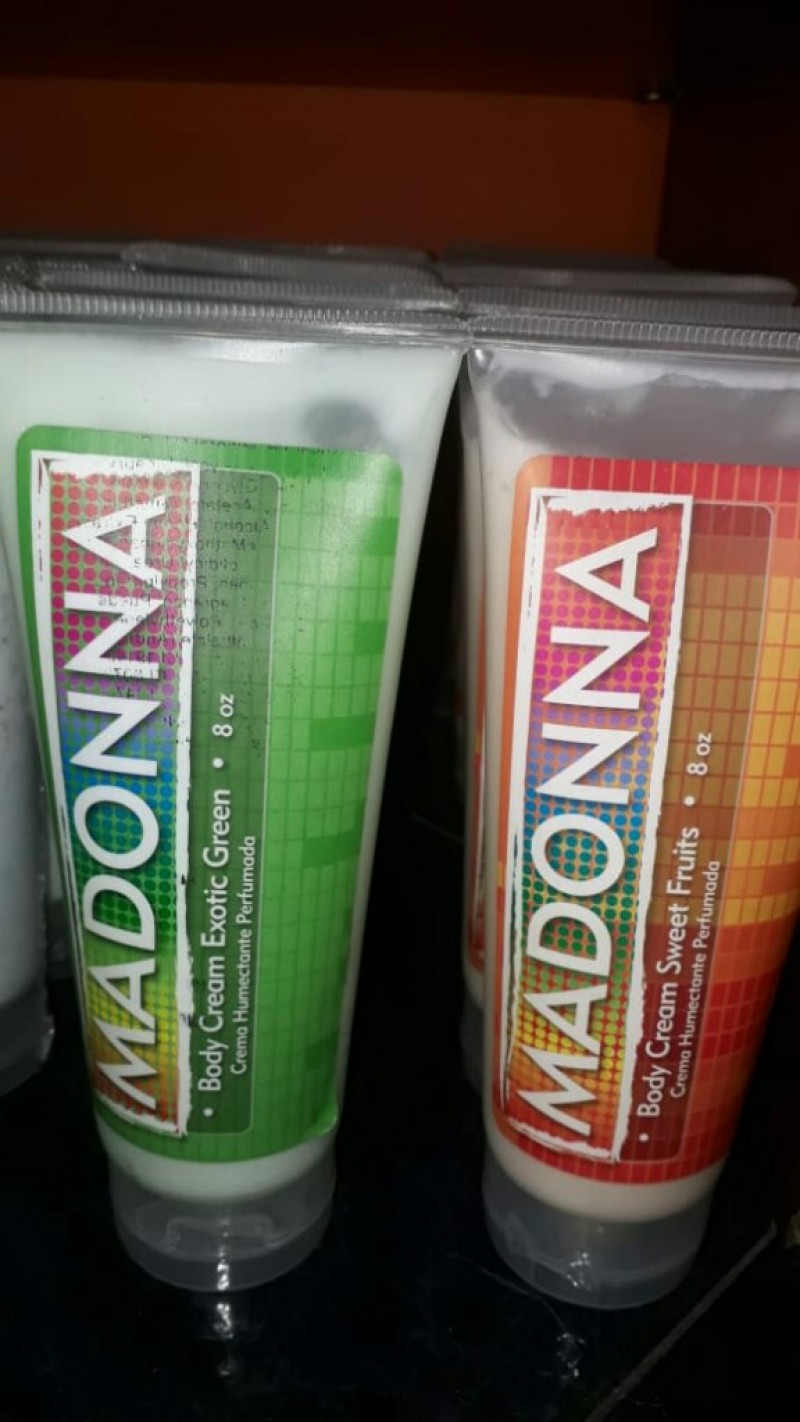 MADONNA
• Body Cream Exotic Green • 8 oz
Crema Humectante Perfumada
MADONNA
• Body Cream Sweet Fruits • 8 oz
Crema Humectante Perfumada